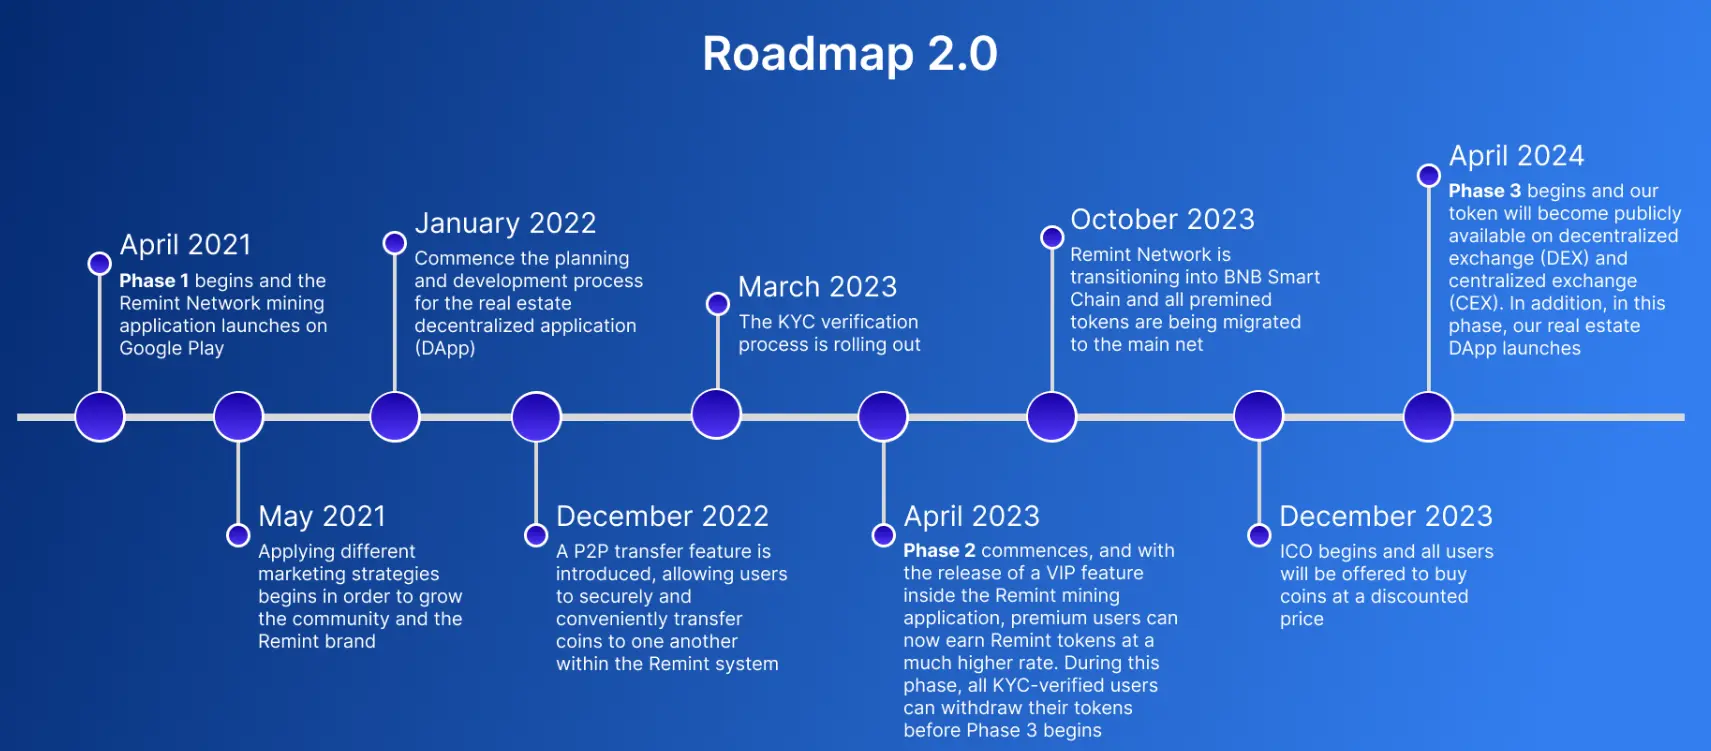 Roadmap 2.0
April 2021
Phase 1 begins and the
Remint Network mining
application launches on
Google Play
May 2021
Applying different
marketing strategies
begins in order to grow
the community and the
Remint brand
January 2022
Commence the planning
and development process
for the real estate
decentralized application
(DApp)
December 2022
A P2P transfer feature is
introduced, allowing users
to securely and
conveniently transfer
coins to one another
within the Remint system
March 2023
The KYC verification
process is rolling out
April 2023
Phase 2 commences, and with
the release of a VIP feature
inside the Remint mining
application, premium users can
now earn Remint tokens at a
much higher rate. During this
phase, all KYC-verified users
can withdraw their tokens
before Phase 3 begins
October 2023
Remint Network is
transitioning into BNB Smart
Chain and all premined
tokens are being migrated
to the main net
December 2023
ICO begins and all users
will be offered to buy
coins at a discounted
price
April 2024
Phase 3 begins and our
token will become publicly
available on decentralized
exchange (DEX) and
centralized exchange
(CEX). In addition, in this
phase, our real estate
DApp launches